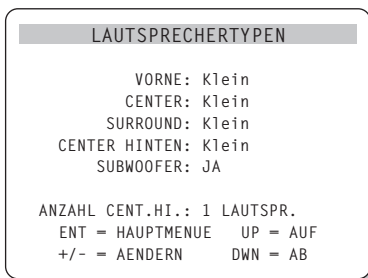 LAUTSPRECHERTYPEN
VORNE: Klein
CENTER: Klein
SURROUND: Klein
CENTER HINTEN: Klein
SUBWOOFER: JA
ANZAHL CENT.HI.: 1 LAUTSPR.
ENT = HAUPTMENUE UP = AUF
+/- = AENDERN DWN = AB